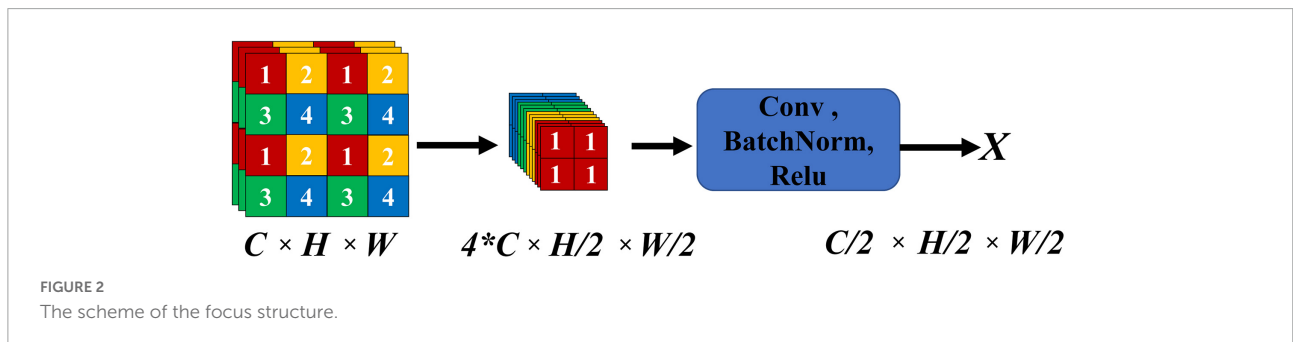 1 2 1 2
3 4 3 4
1 2 1 2
3 4 3 4
1 1
1 1
Conv ,
BatchNorm,
Relu
X
C × H × W
4*C × H/2 × W/2
C/2 × H/2 × W/2
FIGURE 2
The scheme of the focus structure.